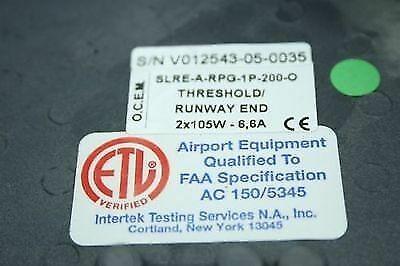 S/N V012543-05-0035
O.C.E.M.
SLRE-A-RPG-1P-200-O
THRESHOLD/
RUNWAY END
2x105W - 6,6A CE
ETL
VERIFIED
Airport Equipment
Qualified To
FAA Specification
AC 150/5345
Intertek Testing Services N.A., Inc.
Cortland, New York 13045